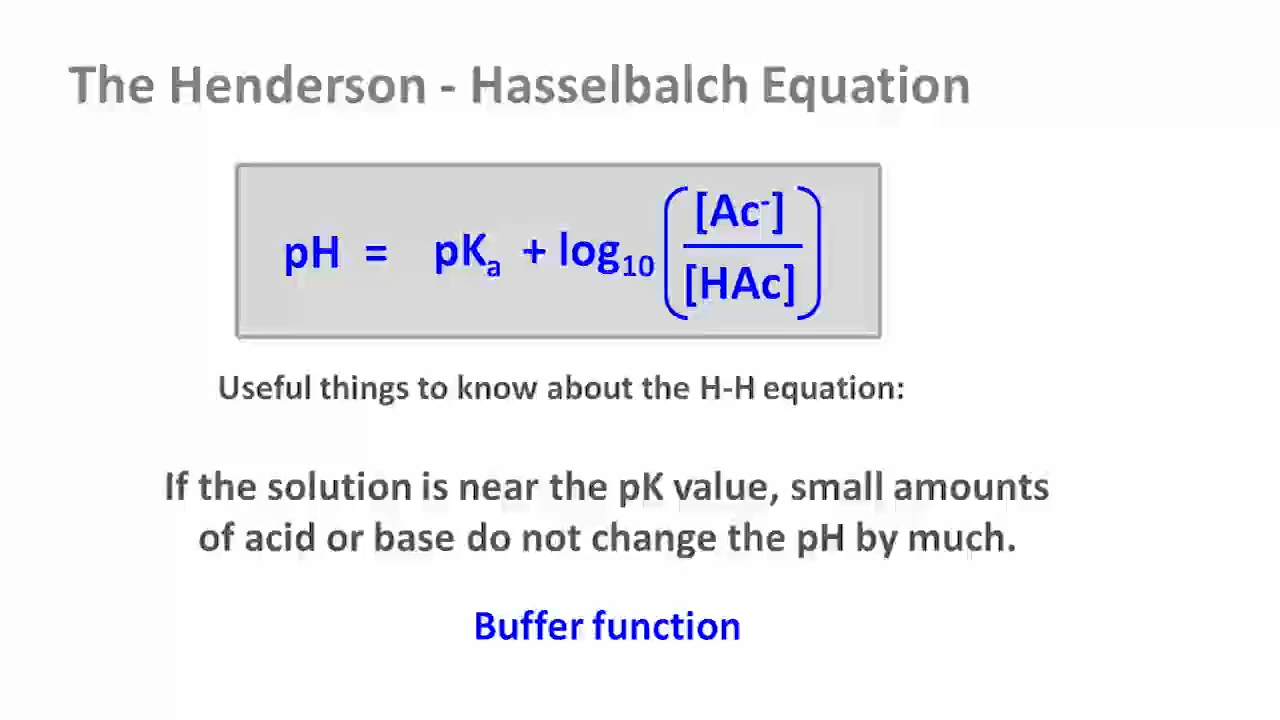 The Henderson - Hasselbalch Equation
pH = pKₐ + log₁₀ ([Ac⁻] / [HAc])
Useful things to know about the H-H equation:
If the solution is near the pK value, small amounts
of acid or base do not change the pH by much.
Buffer function